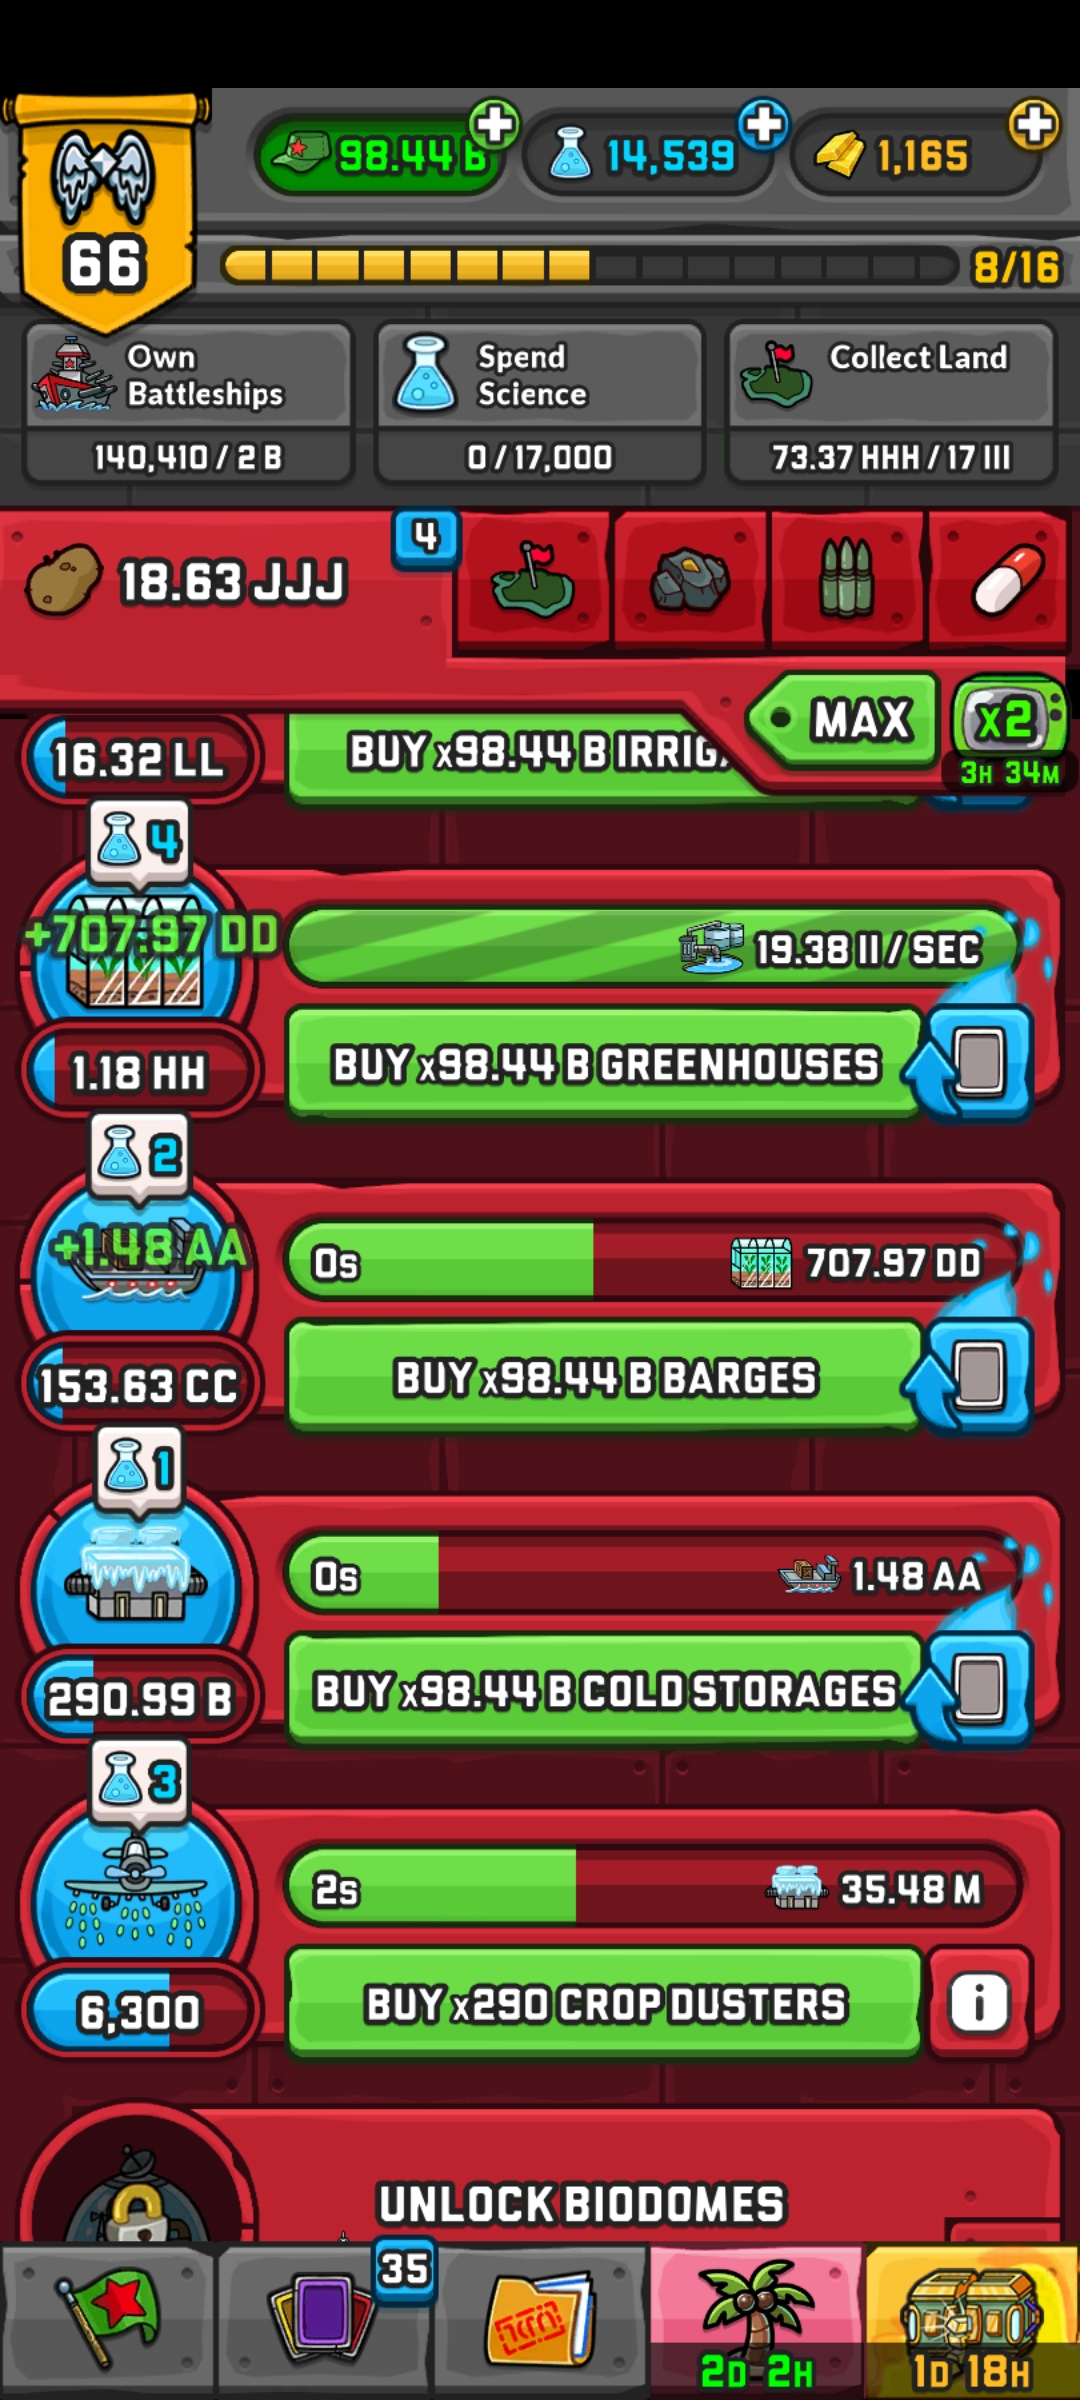 98.44 B
14,539
1,165
66
8/16
Own
Battleships
140,410 / 2 B
Spend
Science
0 / 17,000
Collect Land
73.37 HHH / 17 III
18.63 JJJ
4
MAX
x2
3H 34M
16.32 LL
BUY x98.44 B
4
+707.97 DD
19.38 II / SEC
1.18 HH
BUY x98.44 B GREENHOUSES
2
+1.48 AA
0s
707.97 DD
153.63 CC
BUY x98.44 B BARGES
1
0s
1.48 AA
290.99 B
BUY x98.44 B COLD STORAGES
3
2s
35.48 M
6,300
BUY x290 CROP DUSTERS
i
UNLOCK BIODOMES
35
2D 2H
1D 18H